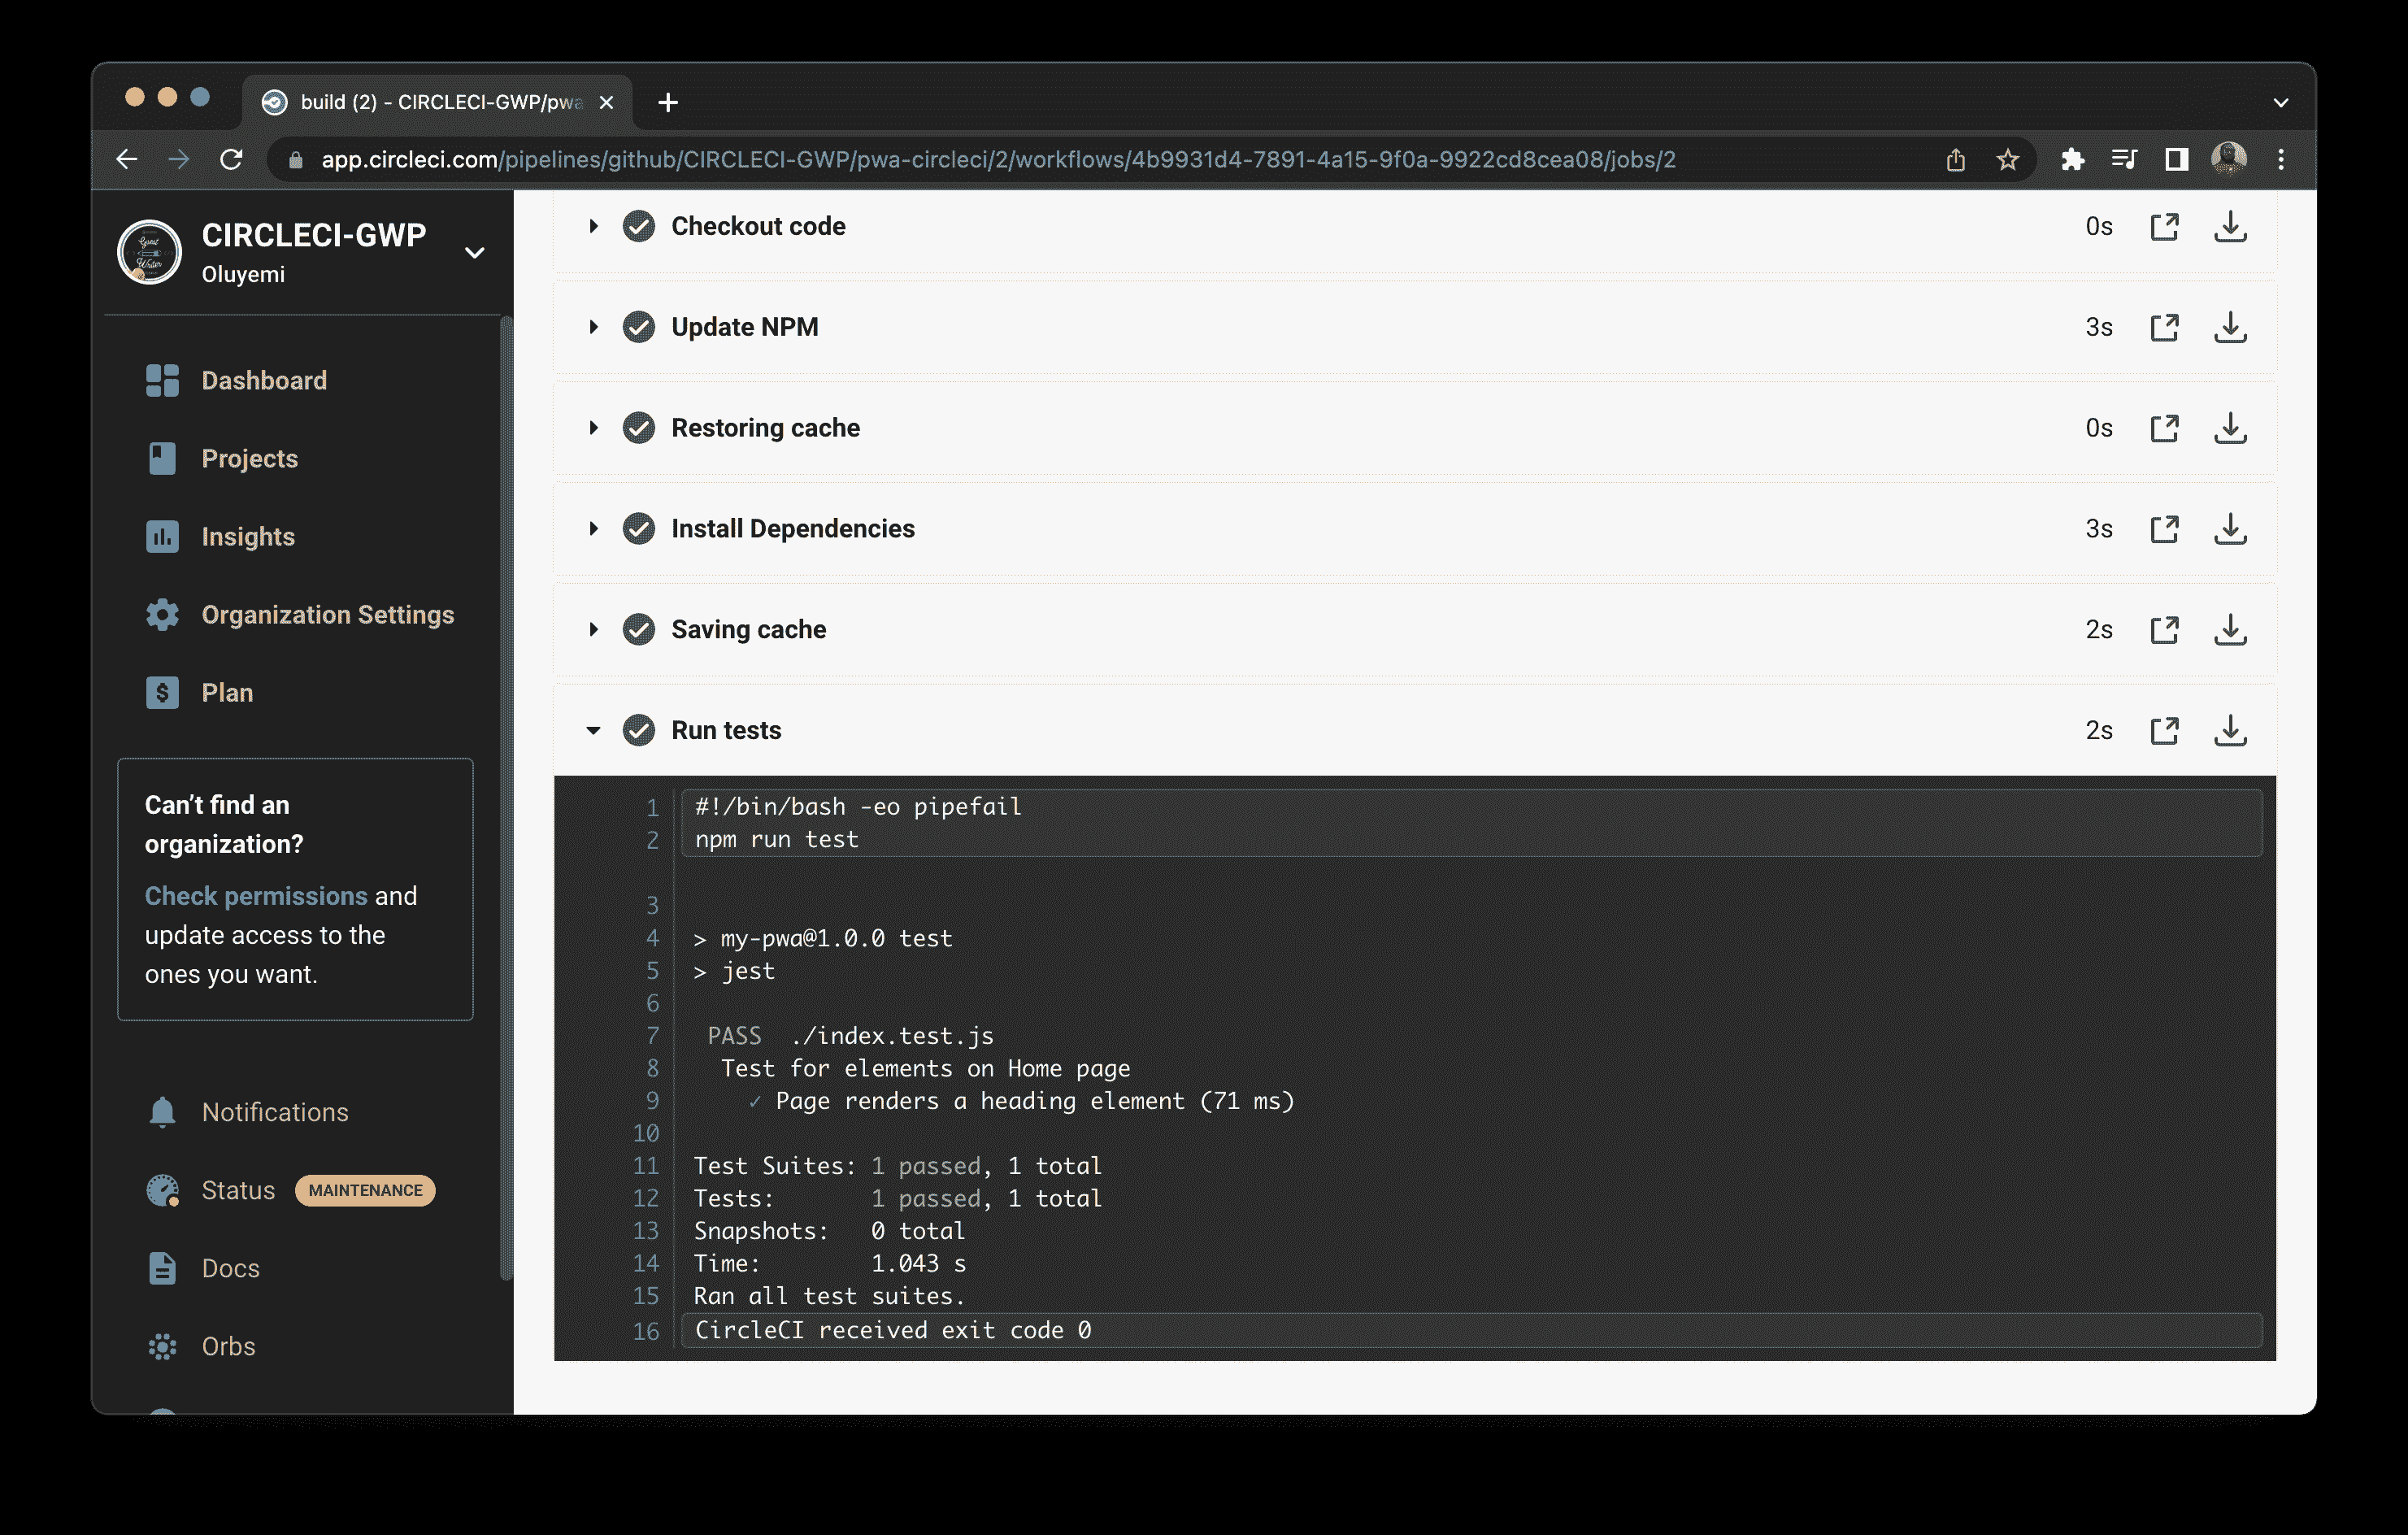 build (2) - CIRCLECI-GWP/pwa
app.circleci.com/pipelines/github/CIRCLECI-GWP/pwa-circleci/2/workflows/4b9931d4-7891-4a15-9f0a-9922cd8cea08/jobs/2
CIRCLECI-GWP
Oluyemi
Dashboard
Projects
Insights
Organization Settings
Plan
Can’t find an
organization?
Check permissions and
update access to the
ones you want.
Notifications
Status MAINTENANCE
Docs
Orbs
Checkout code 0s
Update NPM 3s
Restoring cache 0s
Install Dependencies 3s
Saving cache 2s
Run tests 2s
1 #!/bin/bash -eo pipefail
2 npm run test
3
4 > my-pwa@1.0.0 test
5 > jest
6
7 PASS ./index.test.js
8 Test for elements on Home page
9 ✓ Page renders a heading element (71 ms)
10
11 Test Suites: 1 passed, 1 total
12 Tests: 1 passed, 1 total
13 Snapshots: 0 total
14 Time: 1.043 s
15 Ran all test suites.
16 CircleCI received exit code 0